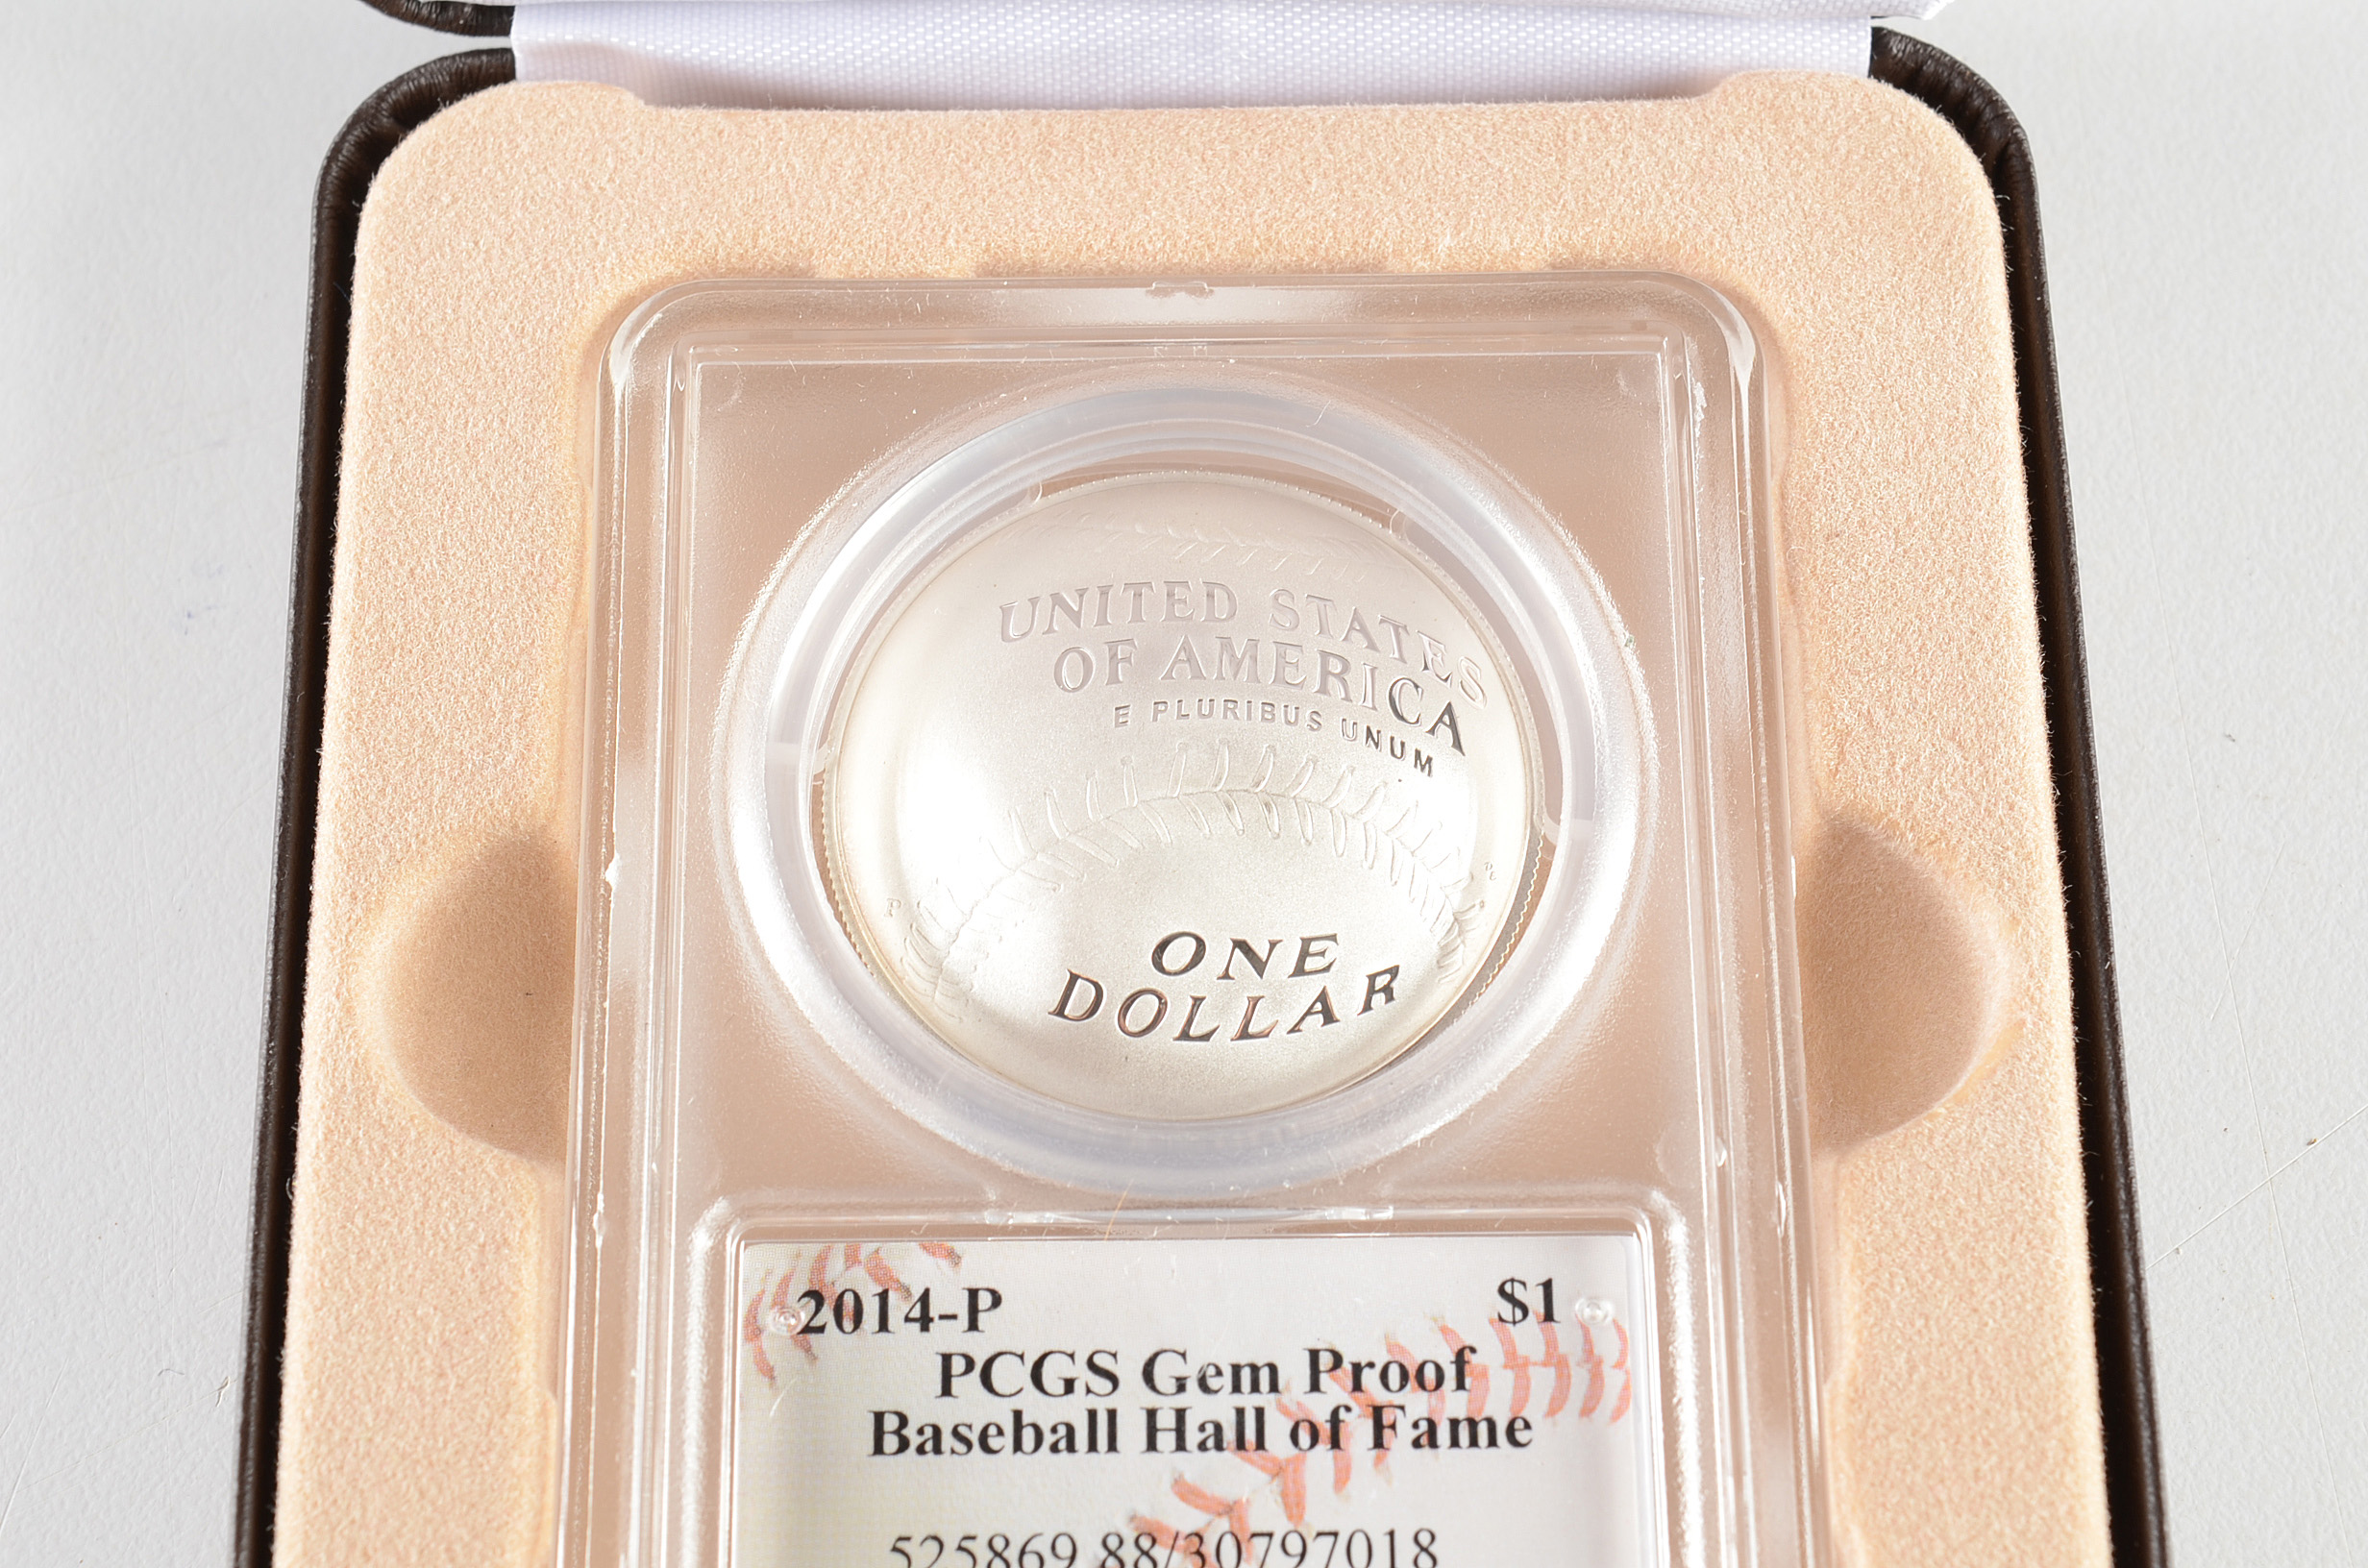 UNITED STATES
OF AMERICA
E PLURIBUS UNUM
P
ONE
DOLLAR
2014-P $1
PCGS Gem Proof
Baseball Hall of Fame
525869.88/30797018